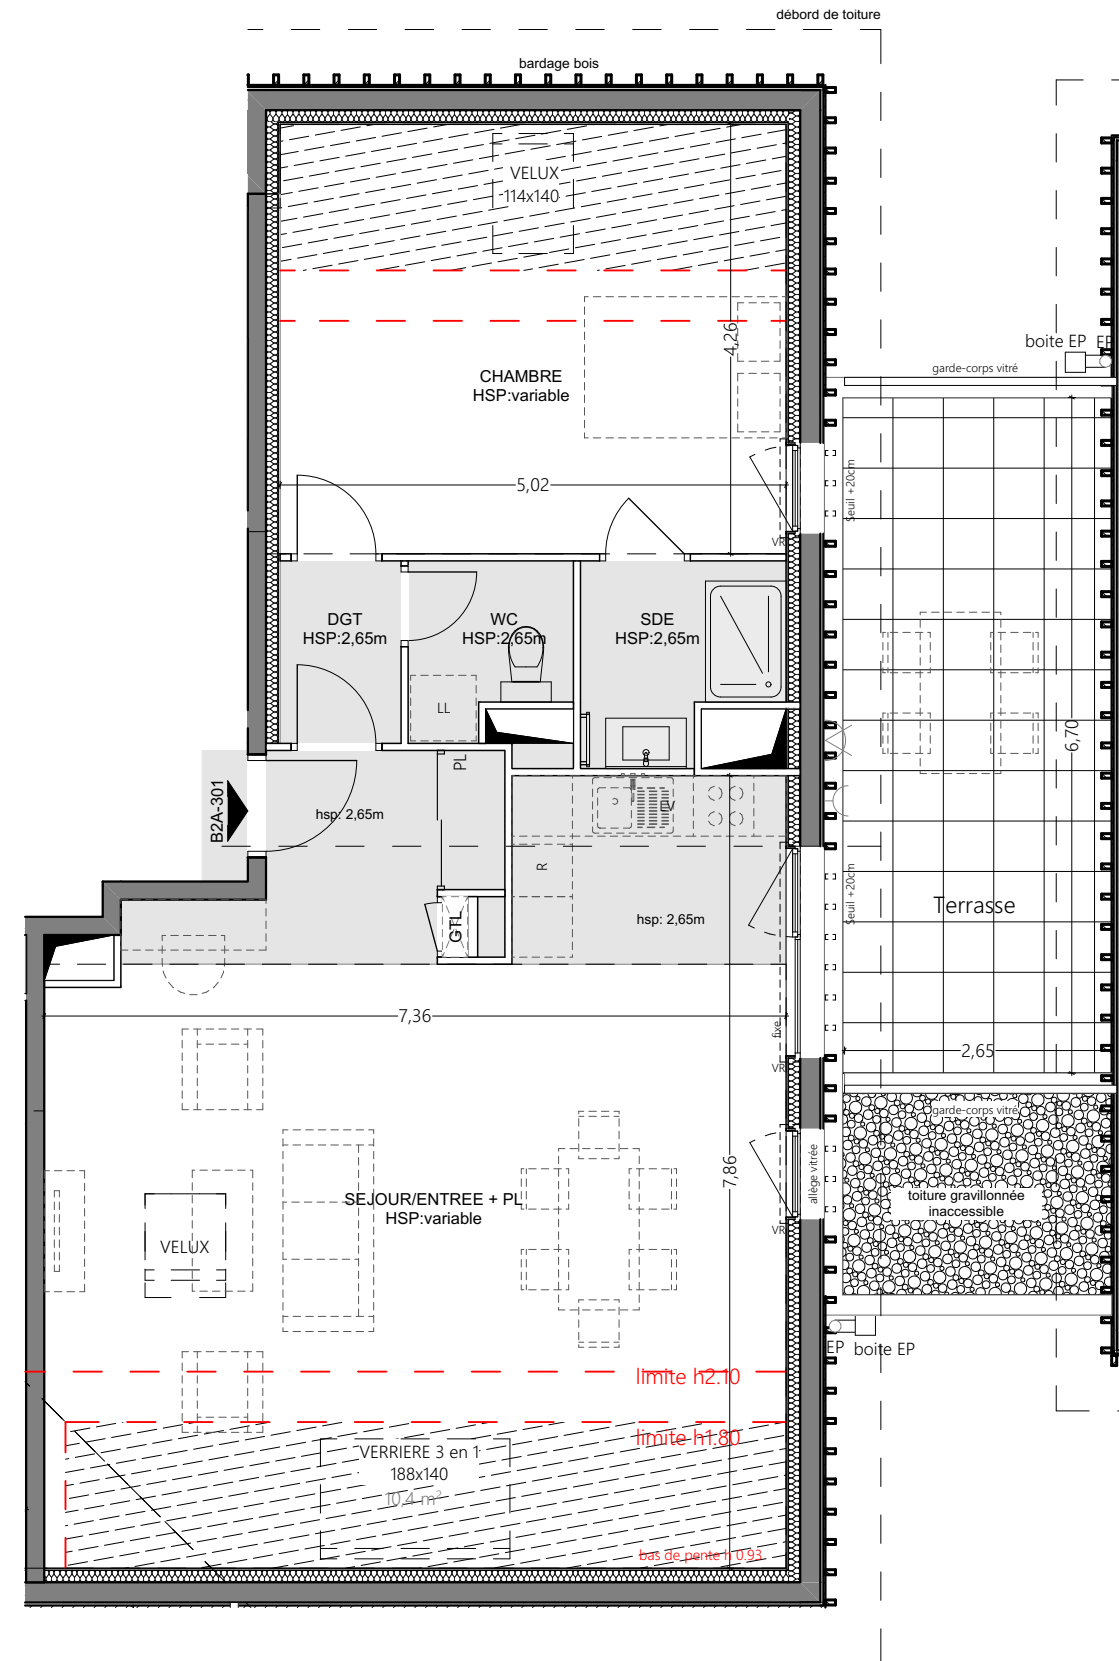 débord de toiture
bardage bois
VELUX
114x140
4,26
boite EP
EP
garde-corps vitré
CHAMBRE
HSP:variable
5,02
Seuil +20cm
VR
DGT
HSP:2,65m
WC
HSP:2,65m
SDE
HSP:2,65m
LL
6,70
PL
B2A-301
hsp: 2,65m
LV
R
Seuil +20cm
Terrasse
GTL
hsp: 2,65m
7,36
fixe
2,65
VR
garde-corps vitré
7,86
allège vitrée
SEJOUR/ENTREE + PL
HSP:variable
toiture gravillonnée
inaccessible
VR
VELUX
EP
boite EP
limite h2.10
limite h1.80
VERRIERE 3 en 1
188x140
10,4 m²
bas de pente h 0.93